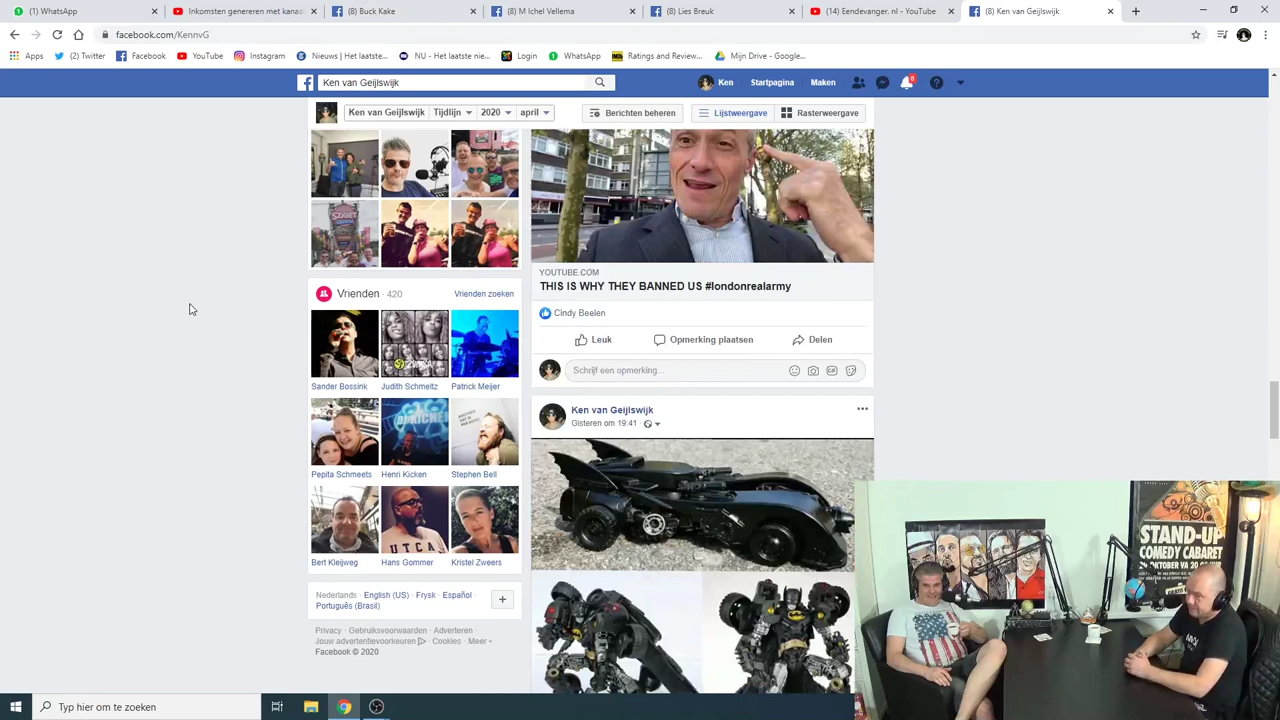 (1) WhatsApp
Inkomsten genereren met kanaa
(8) Buck Kake
(8) M Ichel Vellema
(8) Lies Breuk
(14) Eendevanger. nl - YouTube
(8) Ken van Geijlswijk
facebook.com/KennvG
Apps
(2) Twitter
Facebook
YouTube
Instagram
Nieuws | Het laatste...
NU - Het laatste nie...
Login
WhatsApp
Ratings and Review...
Mijn Drive - Google...
Ken van Geijlswijk
Ken
Startpagina
Maken
8
Ken van Geijlswijk
Tijdlijn
2020
april
Berichten beheren
Lijstweergave
Rasterweergave
SZIGET
YOUTUBE.COM
THIS IS WHY THEY BANNED US #londonrealarmy
Cindy Beelen
Leuk
Opmerking plaatsen
Delen
Schrijf een opmerking...
Ken van Geijlswijk
Gisteren om 19:41
Vrienden · 420
Vrienden zoeken
Sander Bossink
Judith Schmeltz
Patrick Meijer
Pepita Schmeets
Henri Kicken
Stephen Bell
UTCA
Bert Kleijweg
Hans Gommer
Kristel Zweers
Nederlands · English (US) · Frysk · Español ·
Português (Brasil)
Privacy · Gebruiksvoorwaarden · Adverteren ·
Jouw advertentievoorkeuren · Cookies · Meer
Facebook © 2020
STAND-UP
COMEDY CABARET
Typ hier om te zoeken